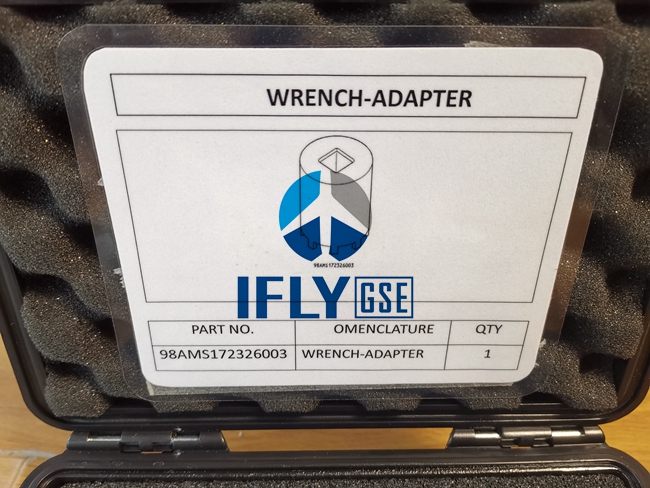 WRENCH-ADAPTER
98AMS172326003
IFLY GSE
PART NO. OMENCLATURE QTY
98AMS172326003 WRENCH-ADAPTER 1